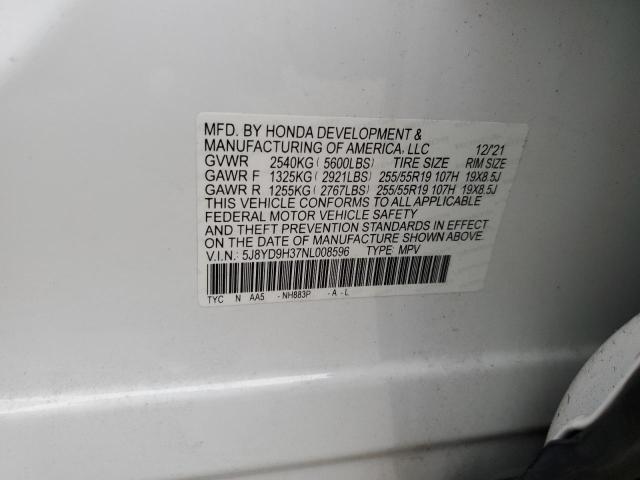 MFD. BY HONDA DEVELOPMENT &
MANUFACTURING OF AMERICA, LLC 12/21
GVWR 2540KG (5600LBS) TIRE SIZE RIM SIZE
GAWR F 1325KG (2921LBS) 255/55R19 107H 19X8.5J
GAWR R 1255KG (2767LBS) 255/55R19 107H 19X8.5J
THIS VEHICLE CONFORMS TO ALL APPLICABLE
FEDERAL MOTOR VEHICLE SAFETY
AND THEFT PREVENTION STANDARDS IN EFFECT
ON THE DATE OF MANUFACTURE SHOWN ABOVE.
V.I.N.: 5J8YD9H37NL008596 TYPE: MPV
TYC N AA5 -NH883P -A -L